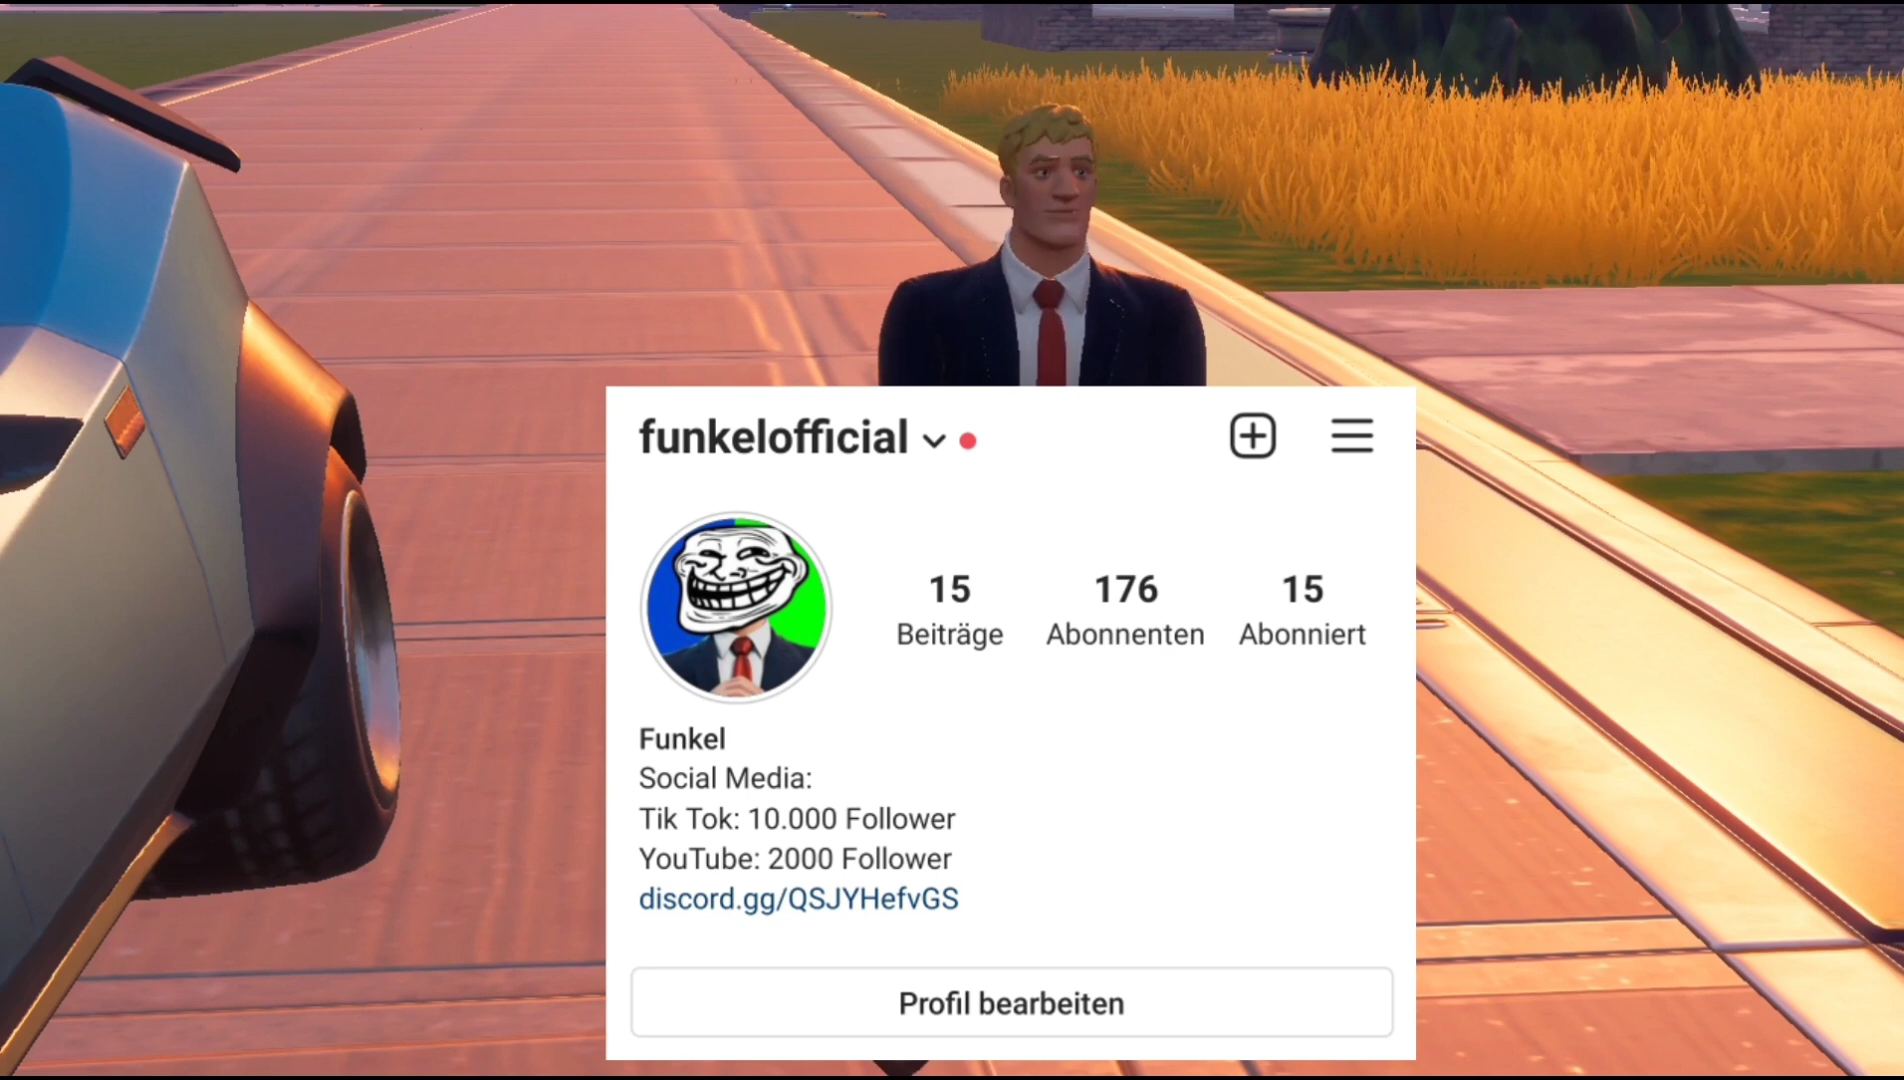 funkelofficial
15 176 15
Beiträge Abonnenten Abonniert
Funkel
Social Media:
Tik Tok: 10.000 Follower
YouTube: 2000 Follower
discord.gg/QSJYHefvGS
Profil bearbeiten